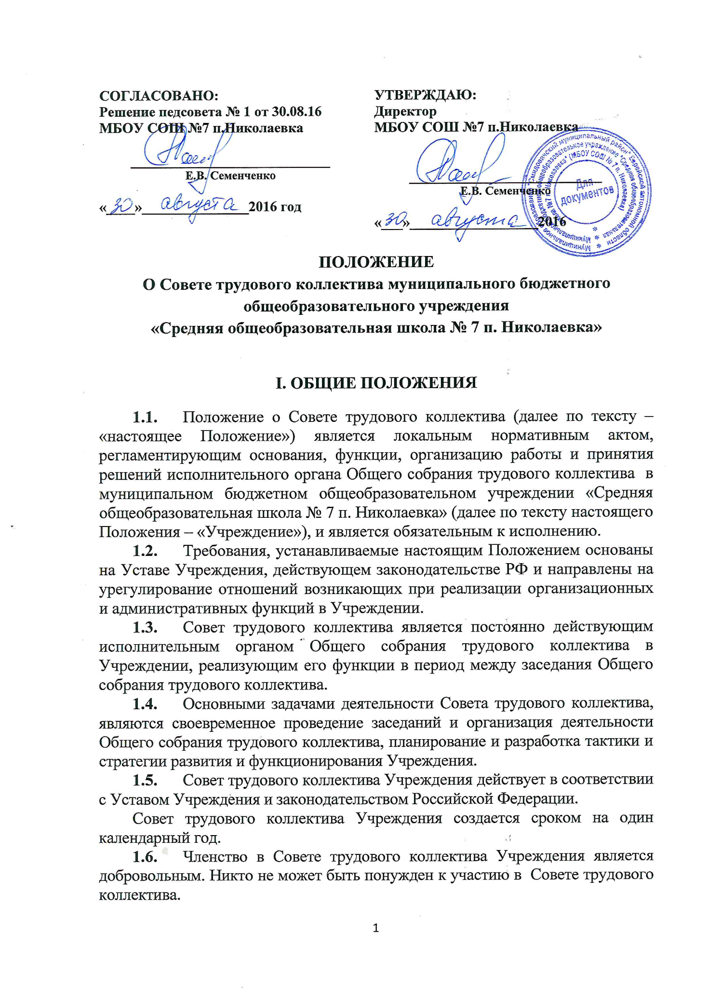 СОГЛАСОВАНО:
Решение педсовета № 1 от 30.08.16
МБОУ СОШ №7 п.Николаевка
Е.В. Семенченко
«30» августа 2016 год
УТВЕРЖДАЮ:
Директор
МБОУ СОШ №7 п.Николаевка
Е.В. Семенченко
«30» августа 2016
Муниципальное образование "Смидовичский муниципальный район" Еврейской автономной области
Муниципальное бюджетное общеобразовательное учреждение "Средняя общеобразовательная
школа №7 п. Николаевка" (МБОУ СОШ № 7 п. Николаевка)
Для
документов
ПОЛОЖЕНИЕ
О Совете трудового коллектива муниципального бюджетного
общеобразовательного учреждения
«Средняя общеобразовательная школа № 7 п. Николаевка»
I. ОБЩИЕ ПОЛОЖЕНИЯ
1.1. Положение о Совете трудового коллектива (далее по тексту –
«настоящее Положение») является локальным нормативным актом,
регламентирующим основания, функции, организацию работы и принятия
решений исполнительного органа Общего собрания трудового коллектива в
муниципальном бюджетном общеобразовательном учреждении «Средняя
общеобразовательная школа № 7 п. Николаевка» (далее по тексту настоящего
Положения – «Учреждение»), и является обязательным к исполнению.
1.2. Требования, устанавливаемые настоящим Положением основаны
на Уставе Учреждения, действующем законодательстве РФ и направлены на
урегулирование отношений возникающих при реализации организационных
и административных функций в Учреждении.
1.3. Совет трудового коллектива является постоянно действующим
исполнительным органом Общего собрания трудового коллектива в
Учреждении, реализующим его функции в период между заседания Общего
собрания трудового коллектива.
1.4. Основными задачами деятельности Совета трудового коллектива,
являются своевременное проведение заседаний и организация деятельности
Общего собрания трудового коллектива, планирование и разработка тактики и
стратегии развития и функционирования Учреждения.
1.5. Совет трудового коллектива Учреждения действует в соответствии
с Уставом Учреждения и законодательством Российской Федерации.
Совет трудового коллектива Учреждения создается сроком на один
календарный год.
1.6. Членство в Совете трудового коллектива Учреждения является
добровольным. Никто не может быть понужден к участию в Совете трудового
коллектива.
1